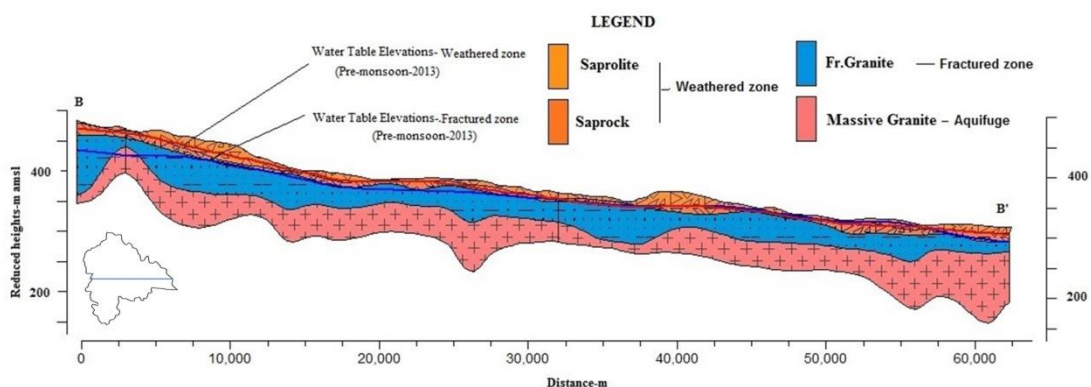 LEGEND
Water Table Elevations- Weathered zone
(Pre-monsoon-2013)
Water Table Elevations-.Fractured zone
(Pre-monsoon-2013)
Saprolite
Saprock
Weathered zone
Fr.Granite
Fractured zone
Massive Granite – Aquifuge
B
B'
Reduced heights-m amsl
400
200
400
200
0 10,000 20,000 30,000 40,000 50,000 60,000
Distance-m